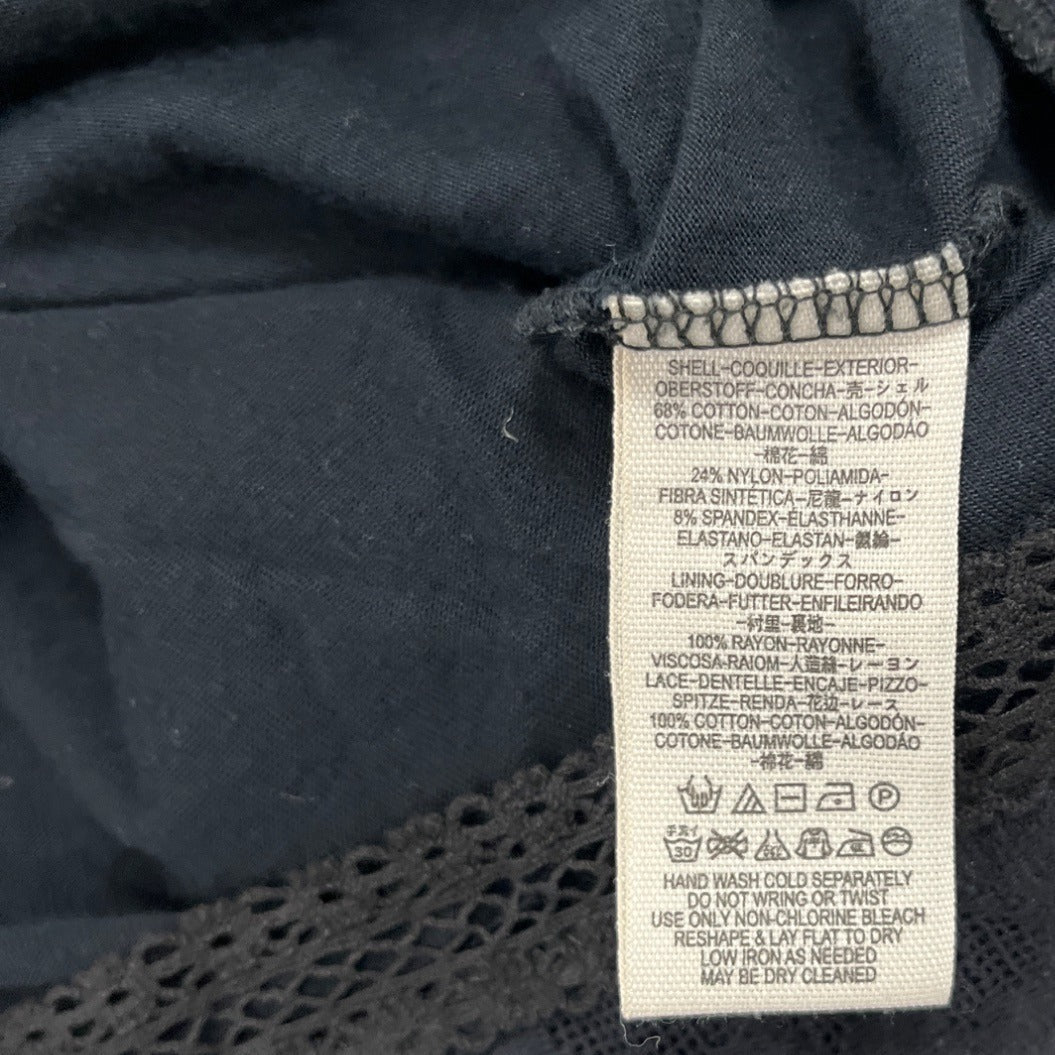 SHELL-COQUILLE-EXTERIOR-
OBERSTOFF-CONCHA-売-シェル
68% COTTON-COTON-ALGODÓN-
COTONE-BAUMWOLLE-ALGODÃO
-棉花-綿
24% NYLON-POLIAMIDA-
FIBRA SINTÉTICA-尼龍-ナイロン
8% SPANDEX-ÉLASTHANNE-
ELASTANO-ELASTAN-銀綸-
スパンデックス
LINING-DOUBLURE-FORRO-
FODERA-FUTTER-ENFILEIRANDO
-衬里-裏地-
100% RAYON-RAYONNE-
VISCOSA-RAIOM-人造絲-レーヨン
LACE-DENTELLE-ENCAJE-PIZZO-
SPITZE-RENDA-花边-レース
100% COTTON-COTON-ALGODÓN-
COTONE-BAUMWOLLE-ALGODÃO
-棉花-綿
P
30
HAND WASH COLD SEPARATELY
DO NOT WRING OR TWIST
USE ONLY NON-CHLORINE BLEACH
RESHAPE & LAY FLAT TO DRY
LOW IRON AS NEEDED
MAY BE DRY CLEANED